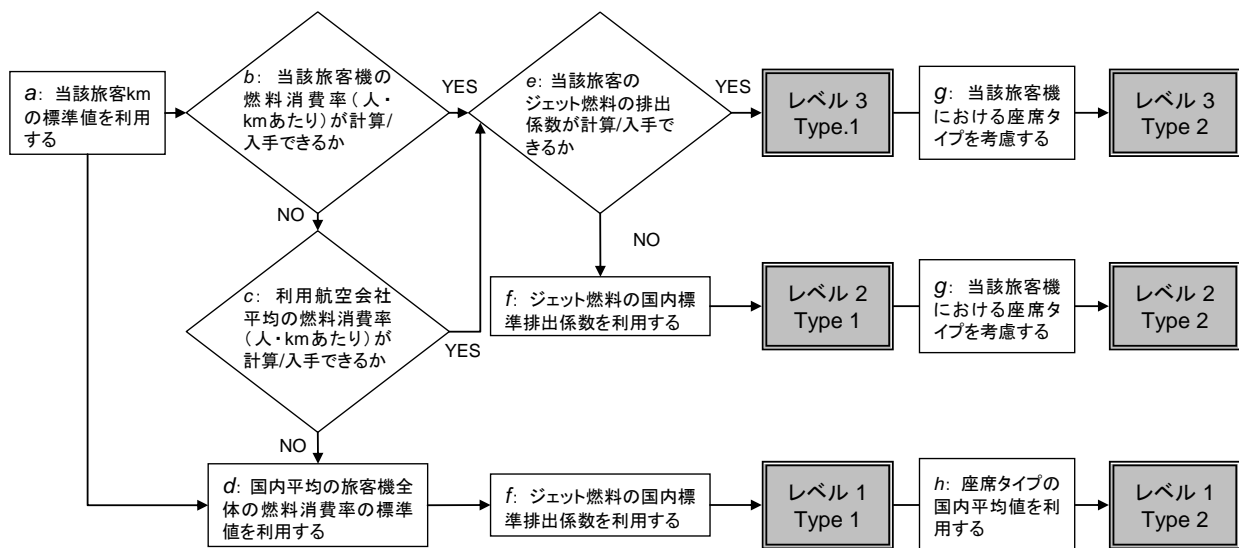 a: 当該旅客km
の標準値を利用
する
b: 当該旅客機の
燃料消費率(人・
kmあたり)が計算/
入手できるか
YES
NO
e: 当該旅客の
ジェット燃料の排出
係数が計算/入手で
きるか
YES
NO
レベル 3
Type.1
g: 当該旅客機
における座席タ
イプを考慮する
レベル 3
Type 2
c: 利用航空会社
平均の燃料消費率
(人・kmあたり)が
計算/入手できるか
YES
NO
f: ジェット燃料の国内標
準排出係数を利用する
レベル 2
Type 1
g: 当該旅客機
における座席タ
イプを考慮する
レベル 2
Type 2
d: 国内平均の旅客機全
体の燃料消費率の標準
値を利用する
f: ジェット燃料の国内標
準排出係数を利用する
レベル 1
Type 1
h: 座席タイプの
国内平均値を利
用する
レベル 1
Type 2